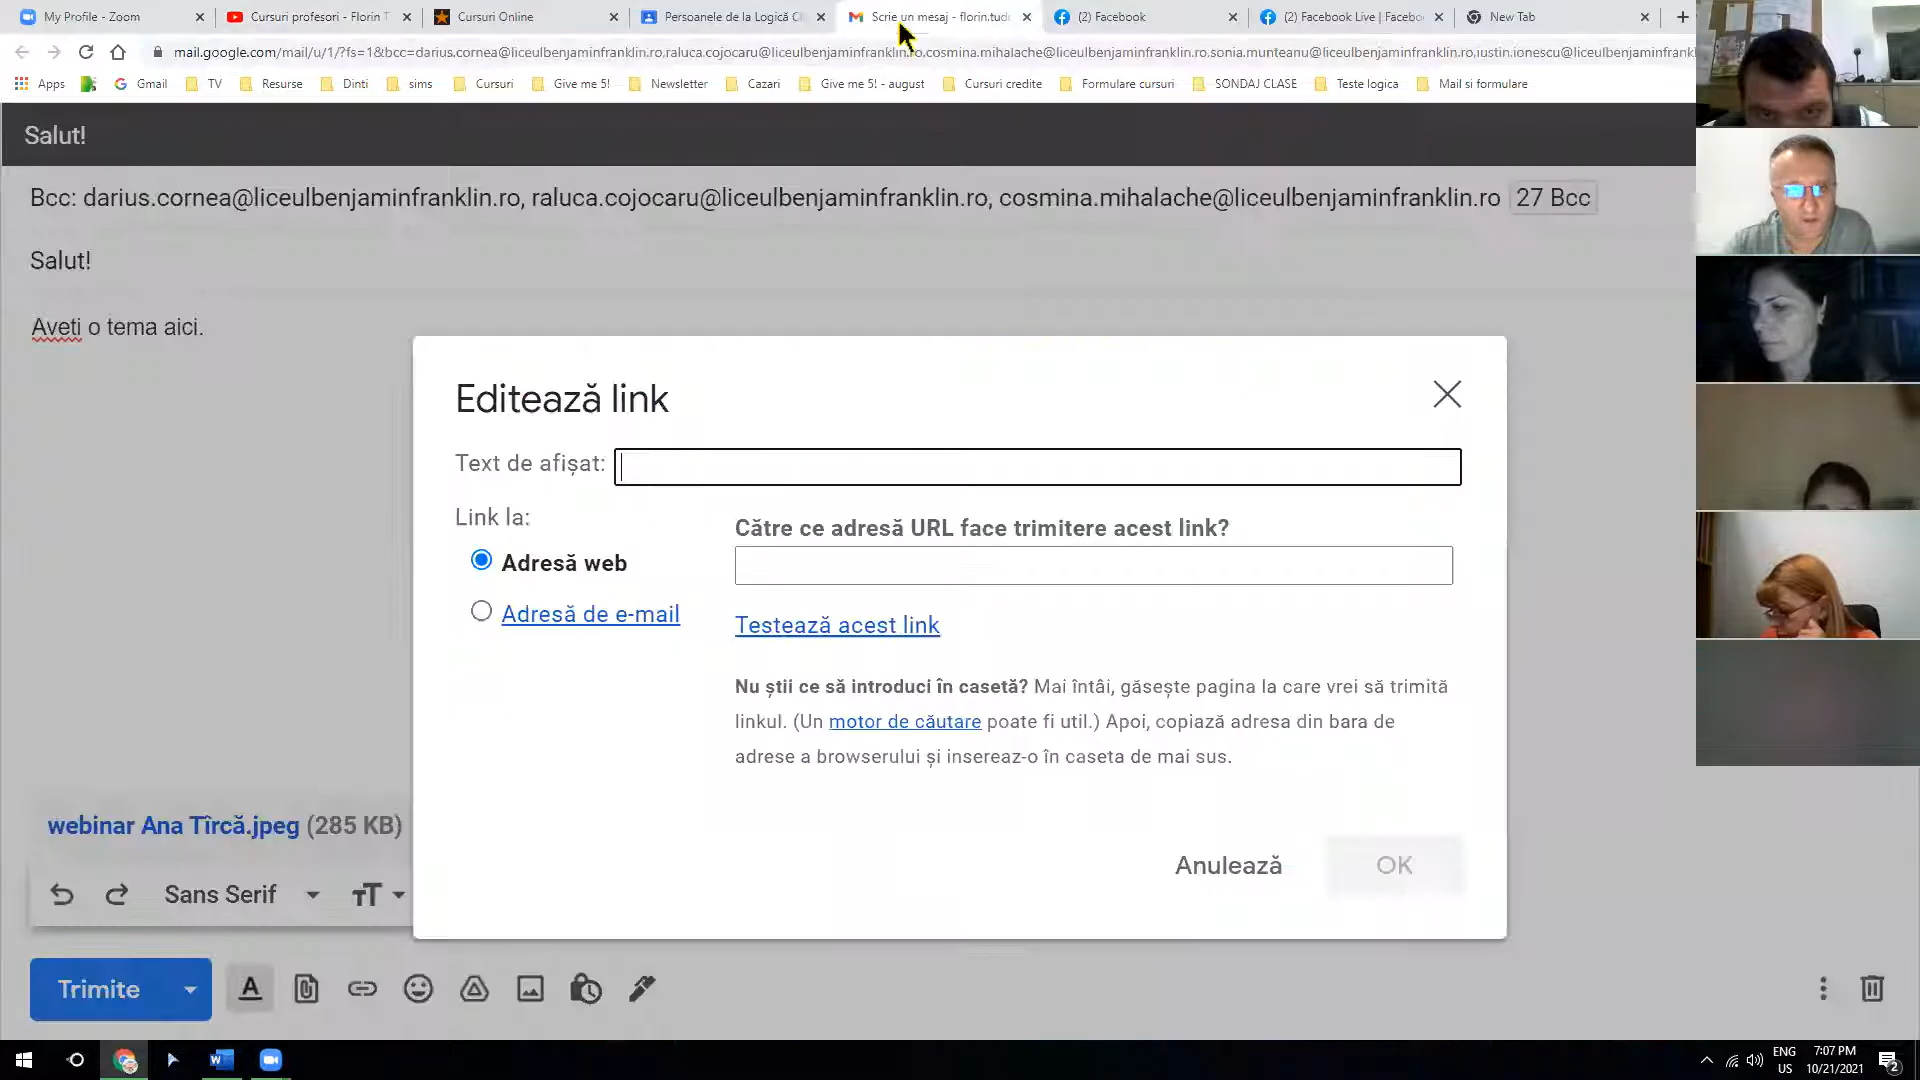 My Profile - Zoom
Cursuri profesori - Florin T
Cursuri Online
Persoanele de la Logică Cl
Scrie un mesaj - florin.tudo
(2) Facebook
(2) Facebook Live | Facebo
New Tab
mail.google.com/mail/u/1/?fs=1&bcc=darius.cornea@liceulbenjaminfranklin.ro,raluca.cojocaru@liceulbenjaminfranklin.ro,cosmina.mihalache@liceulbenjaminfranklin.ro,sonia.munteanu@liceulbenjaminfranklin.ro,iustin.ionescu@liceulbenjaminfrankl
Apps
Gmail
TV
Resurse
Dinti
sims
Cursuri
Give me 5!
Newsletter
Cazari
Give me 5! - august
Cursuri credite
Formulare cursuri
SONDAJ CLASE
Teste logica
Mail si formulare
Salut!
Bcc: darius.cornea@liceulbenjaminfranklin.ro, raluca.cojocaru@liceulbenjaminfranklin.ro, cosmina.mihalache@liceulbenjaminfranklin.ro 27 Bcc
Salut!
Aveti o tema aici.
Editează link
Text de afișat:
Link la:
Către ce adresă URL face trimitere acest link?
Adresă web
Adresă de e-mail
Testează acest link
Nu știi ce să introduci în casetă? Mai întâi, găsește pagina la care vrei să trimită
linkul. (Un motor de căutare poate fi util.) Apoi, copiază adresa din bara de
adrese a browserului și inserează-o în caseta de mai sus.
webinar Ana Tîrcă.jpeg (285 KB)
Anulează
OK
Sans Serif
Trimite
ENG
US
7:07 PM
10/21/2021
2